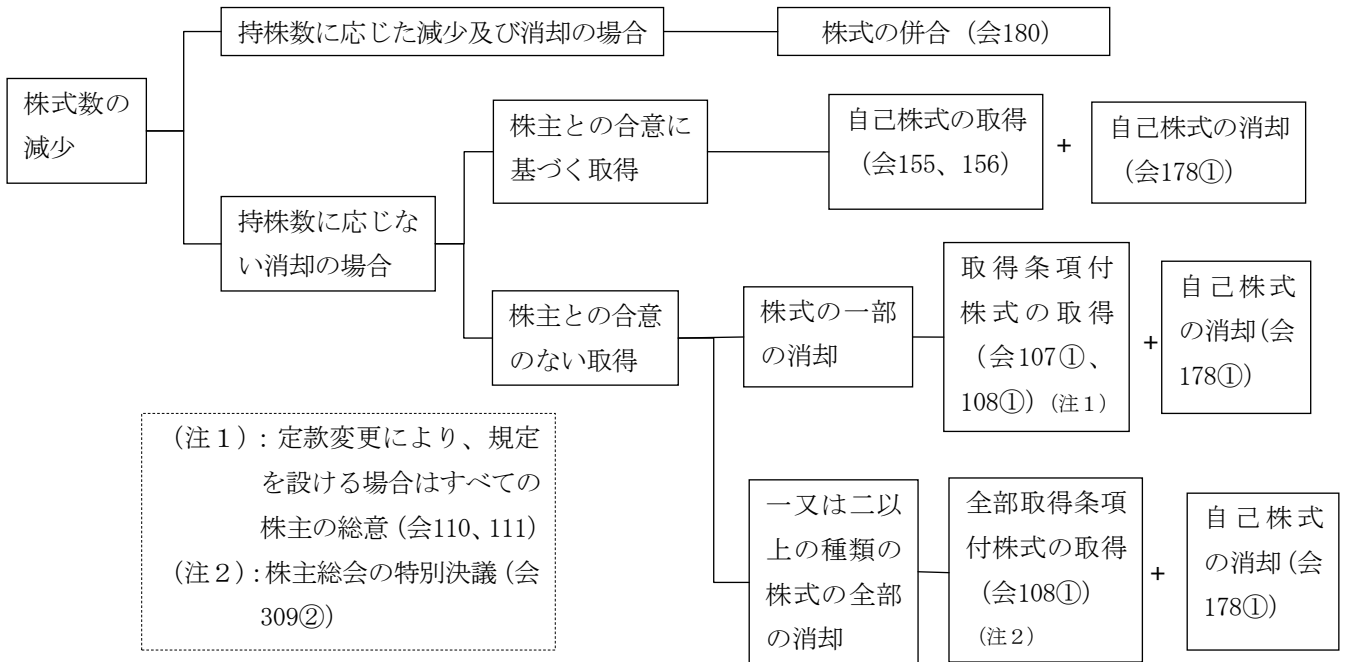 株式数の
減少
持株数に応じた減少及び消却の場合
株式の併合（会180）
持株数に応じな
い消却の場合
株主との合意に
基づく取得
自己株式の取得
（会155、156）
+
自己株式の消却
（会178①）
株主との合意
のない取得
株式の一部
の消却
取得条項付
株式の取得
（会107①、
108①）（注１）
+
自己株式
の消却（会
178①）
一又は二以
上の種類の
株式の全部
の消却
全部取得条項
付株式の取得
（会108①）
（注２）
+
自己株式
の消却（会
178①）
（注１）：定款変更により、規定
を設ける場合はすべての
株主の総意（会110、111）
（注２）：株主総会の特別決議（会
309②）